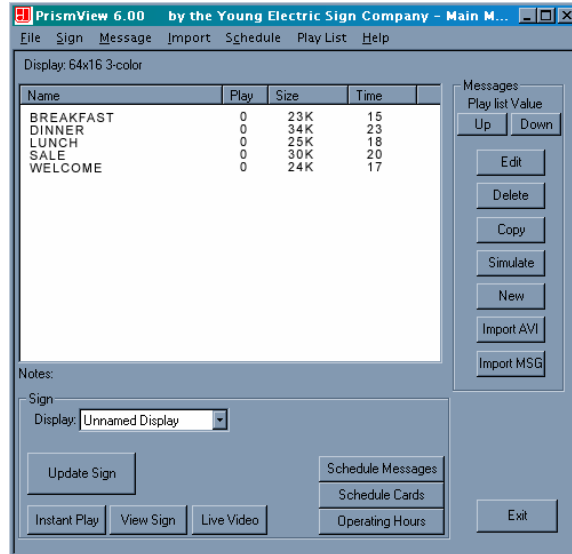 PrismView 6.00 by the Young Electric Sign Company - Main M...
File Sign Message Import Schedule Play List Help
Display: 64x16 3-color
Name Play Size Time
BREAKFAST 0 23K 15
DINNER 0 34K 23
LUNCH 0 25K 18
SALE 0 30K 20
WELCOME 0 24K 17
Messages
Play list Value
Up Down
Edit
Delete
Copy
Simulate
New
Import AVI
Import MSG
Notes:
Sign
Display: Unnamed Display
Update Sign
Schedule Messages
Schedule Cards
Instant Play View Sign Live Video Operating Hours
Exit